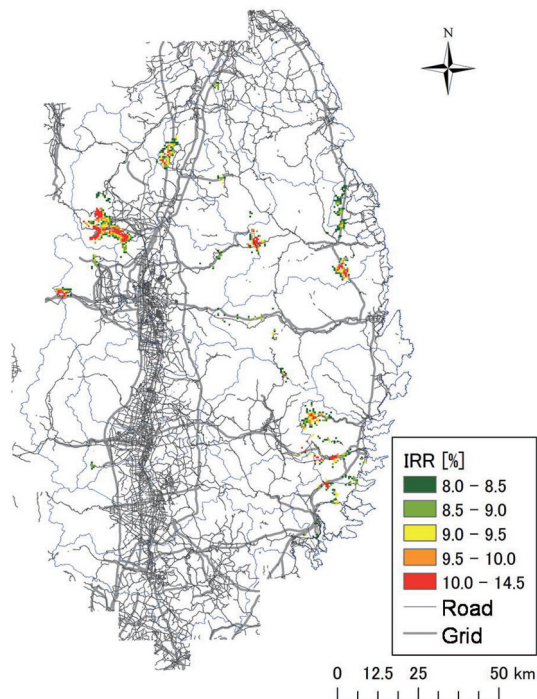 N
IRR [%]
8.0 – 8.5
8.5 – 9.0
9.0 – 9.5
9.5 – 10.0
10.0 – 14.5
Road
Grid
0 12.5 25 50 km